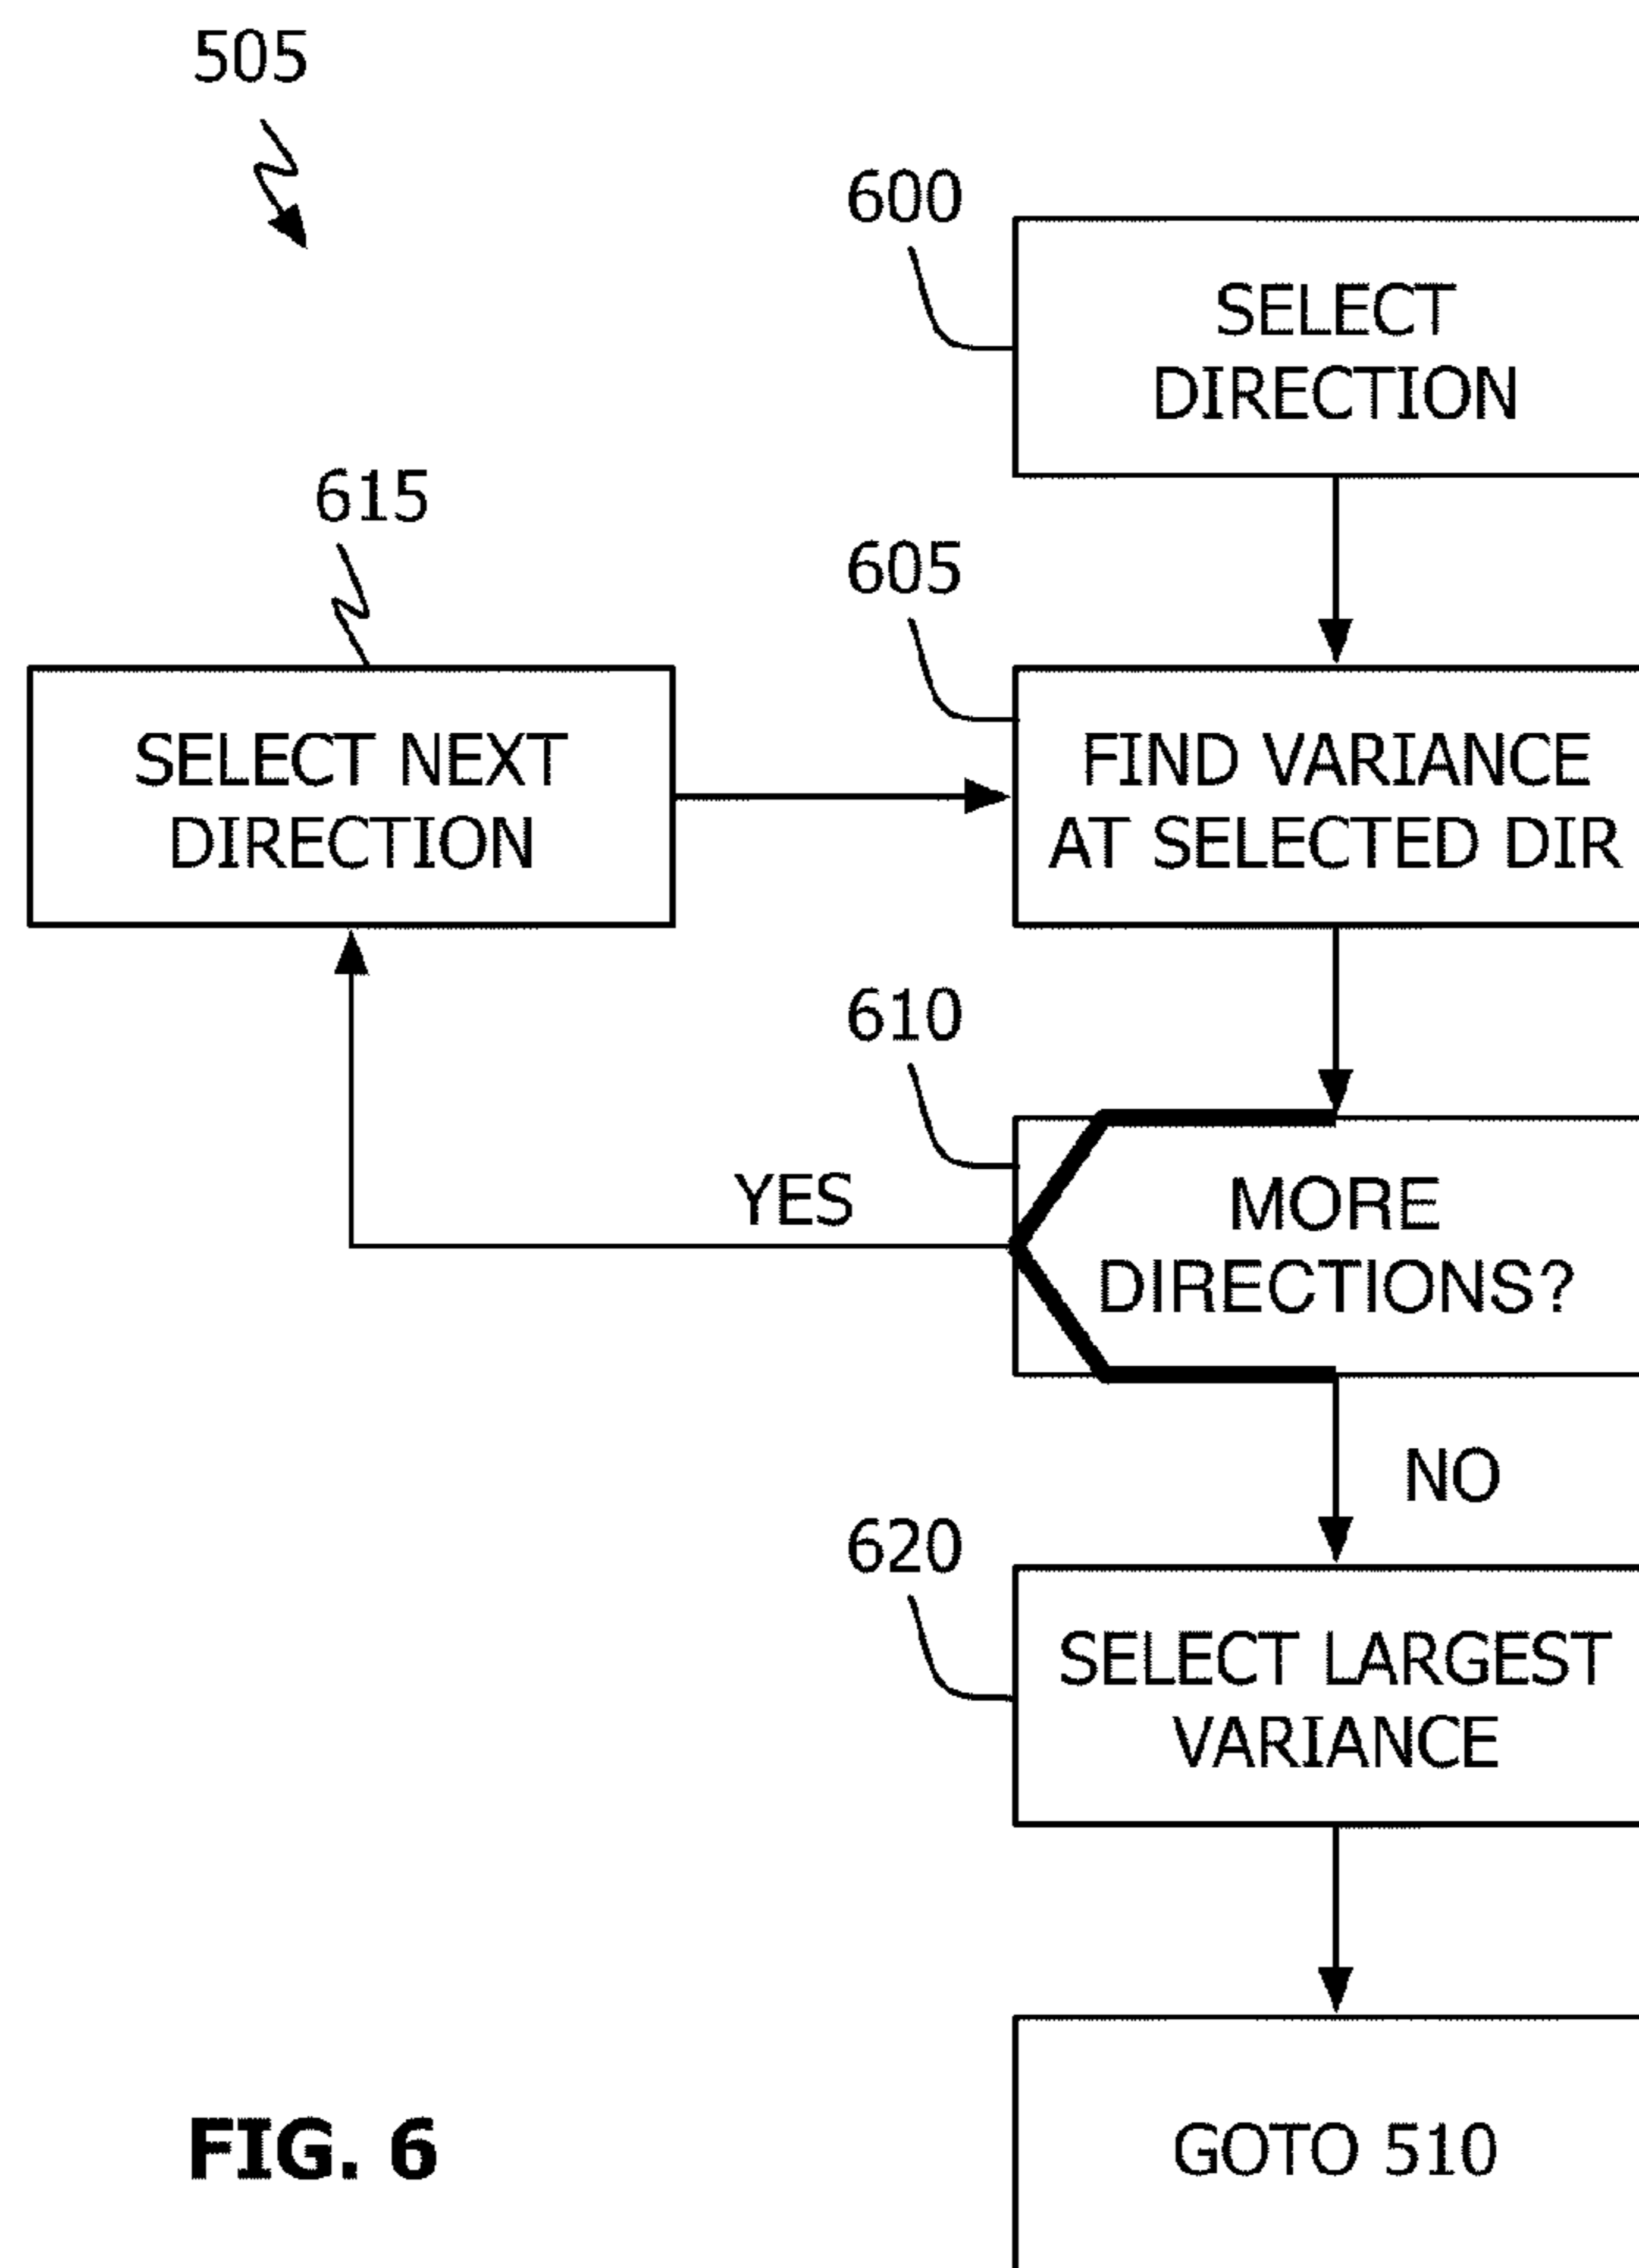 505
600
SELECT
DIRECTION
615
605
SELECT NEXT
DIRECTION
FIND VARIANCE
AT SELECTED DIR
610
YES
MORE
DIRECTIONS?
NO
620
SELECT LARGEST
VARIANCE
GOTO 510
FIG. 6